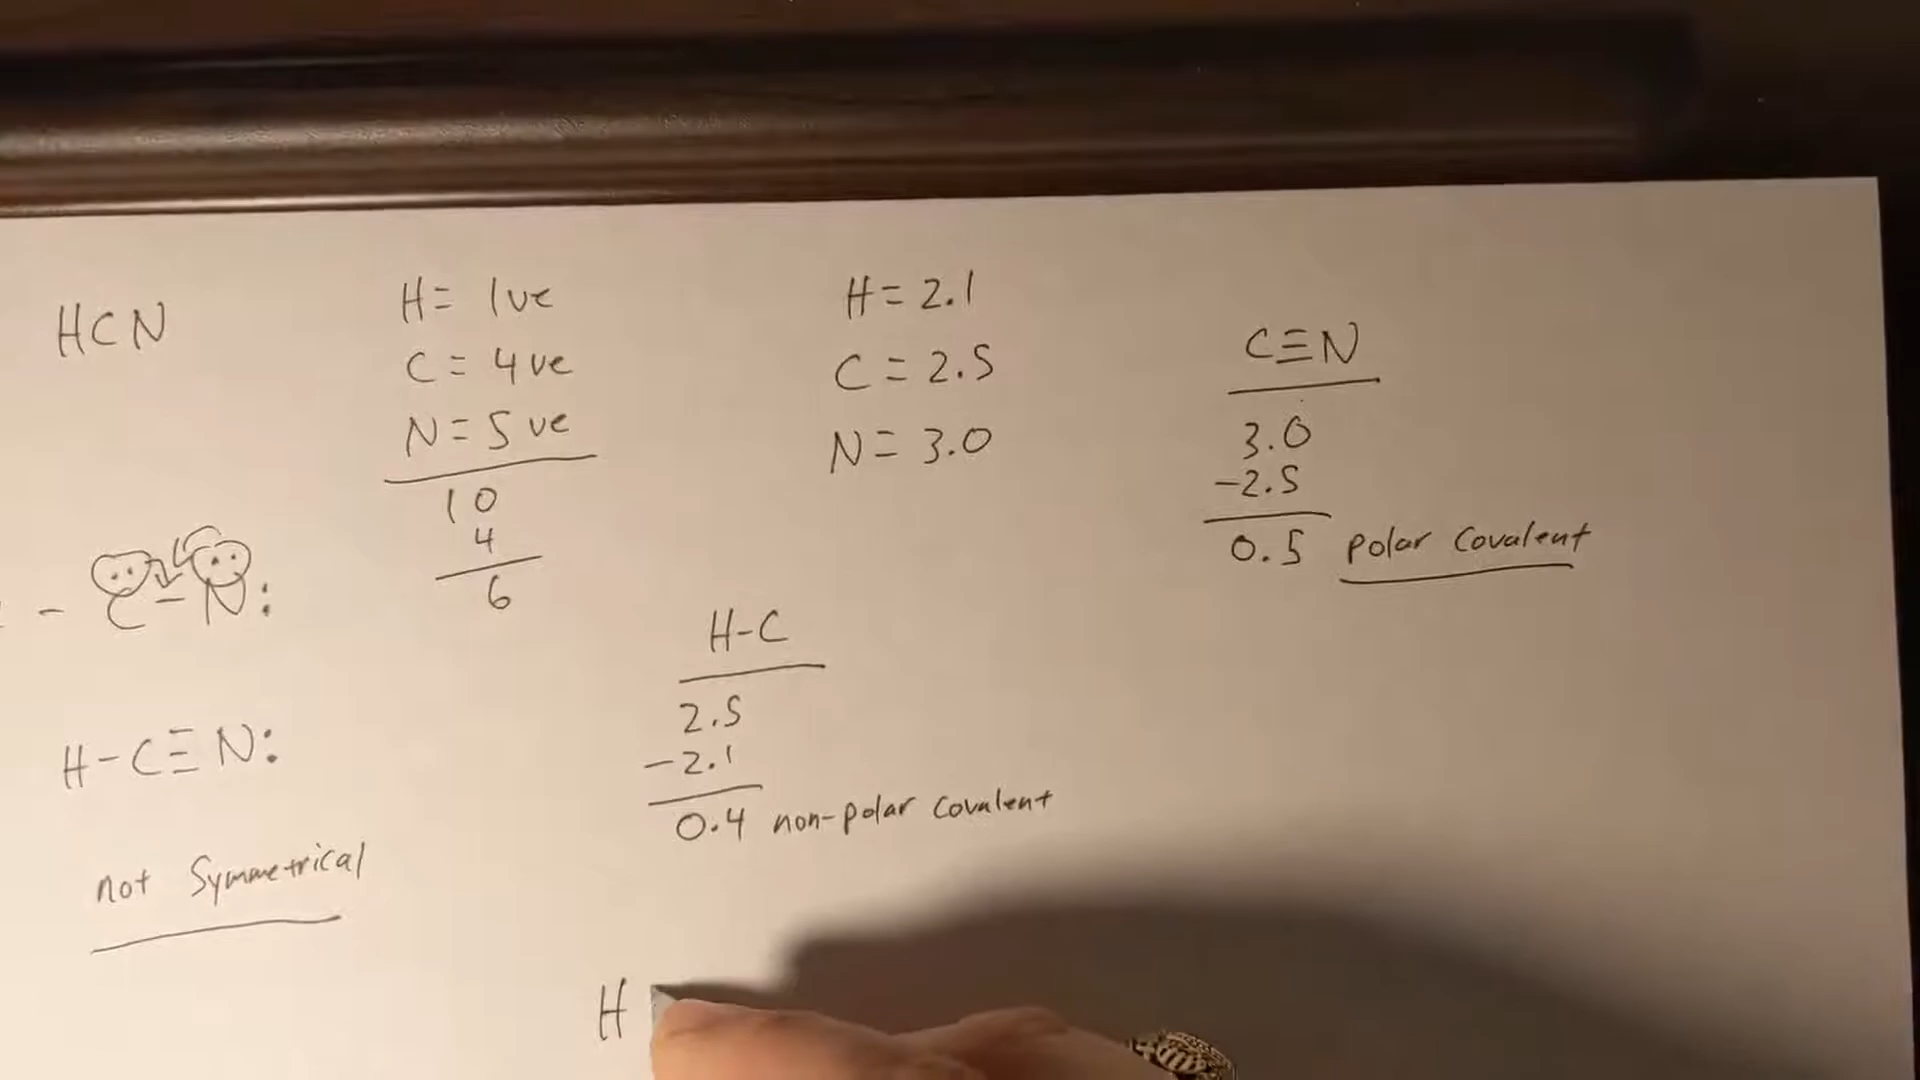 HCN
H= 1ve
C= 4ve
N= 5ve
10
4
6
C-N:
H-C≡N:
not Symmetrical
H= 2.1
C= 2.5
N= 3.0
C≡N
3.0
-2.5
0.5 polar Covalent
H-C
2.5
-2.1
0.4 non-polar Covalent
H